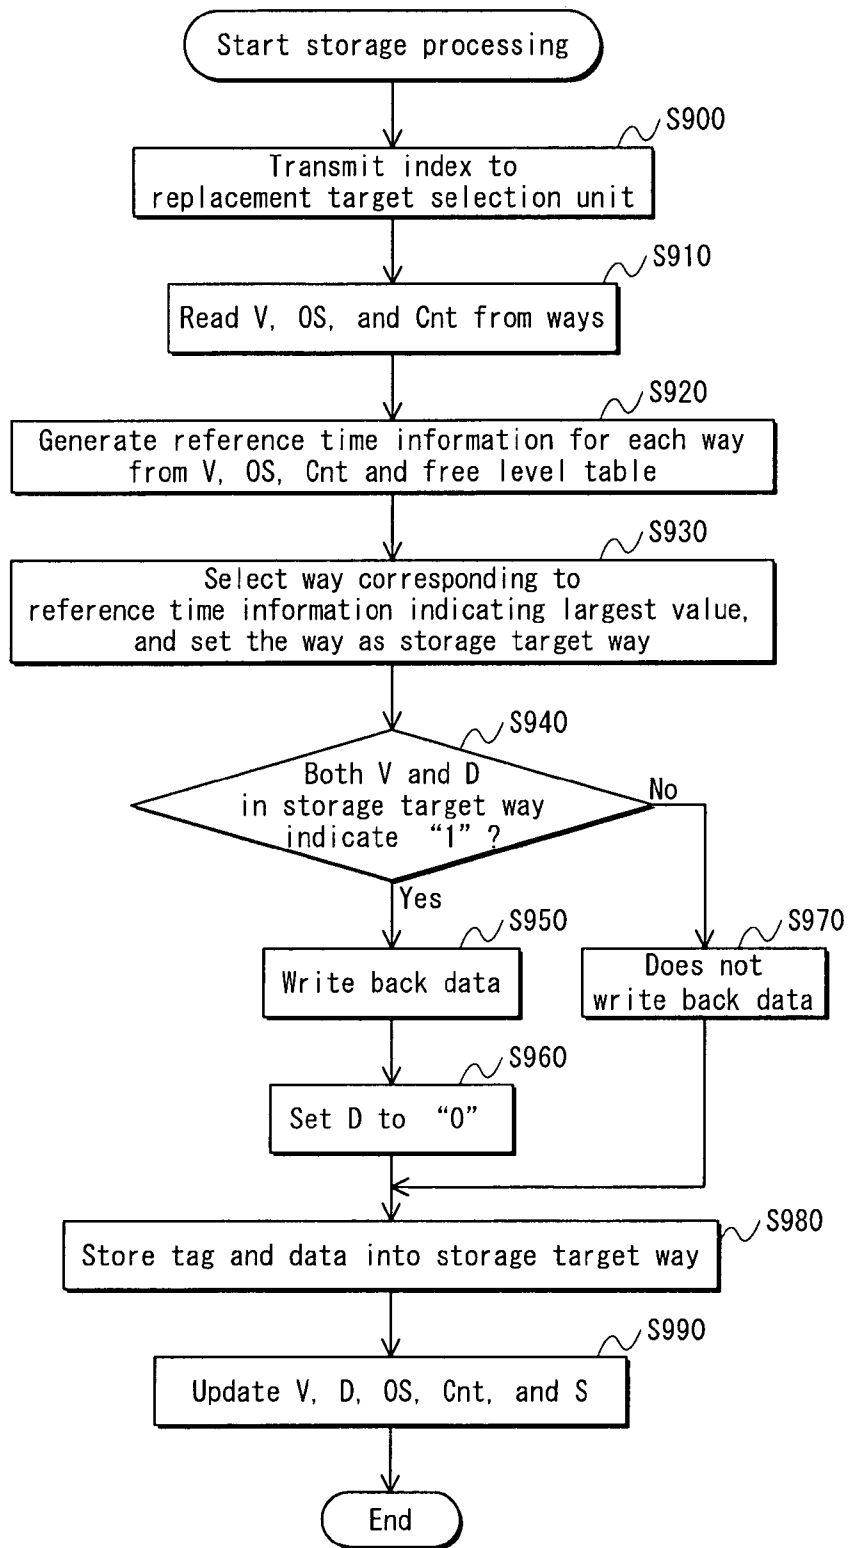 Start storage processing
S900
Transmit index to
replacement target selection unit
S910
Read V, OS, and Cnt from ways
S920
Generate reference time information for each way
from V, OS, Cnt and free level table
S930
Select way corresponding to
reference time information indicating largest value,
and set the way as storage target way
S940
Both V and D
in storage target way
indicate “1”?
No
Yes
S950
Write back data
S970
Does not
write back data
S960
Set D to “0”
S980
Store tag and data into storage target way
S990
Update V, D, OS, Cnt, and S
End